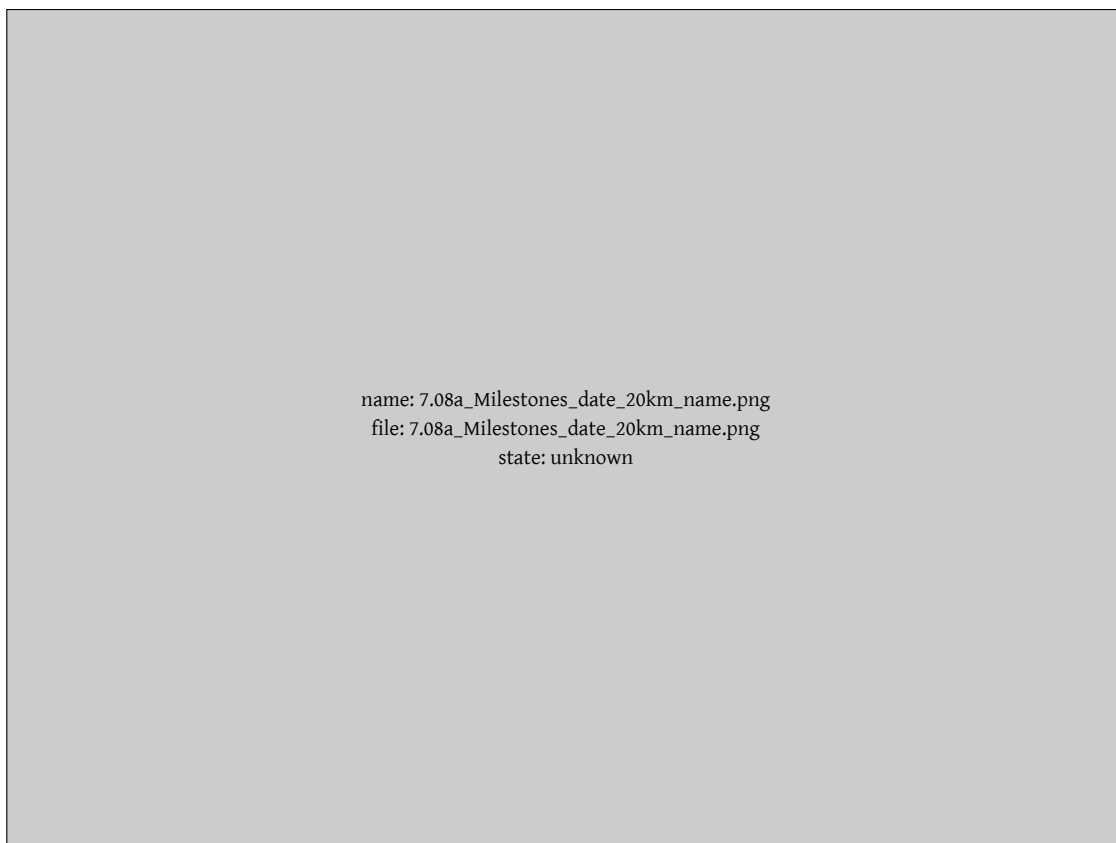 name: 7.08a_Milestones_date_20km_name.png
file: 7.08a_Milestones_date_20km_name.png
state: unknown